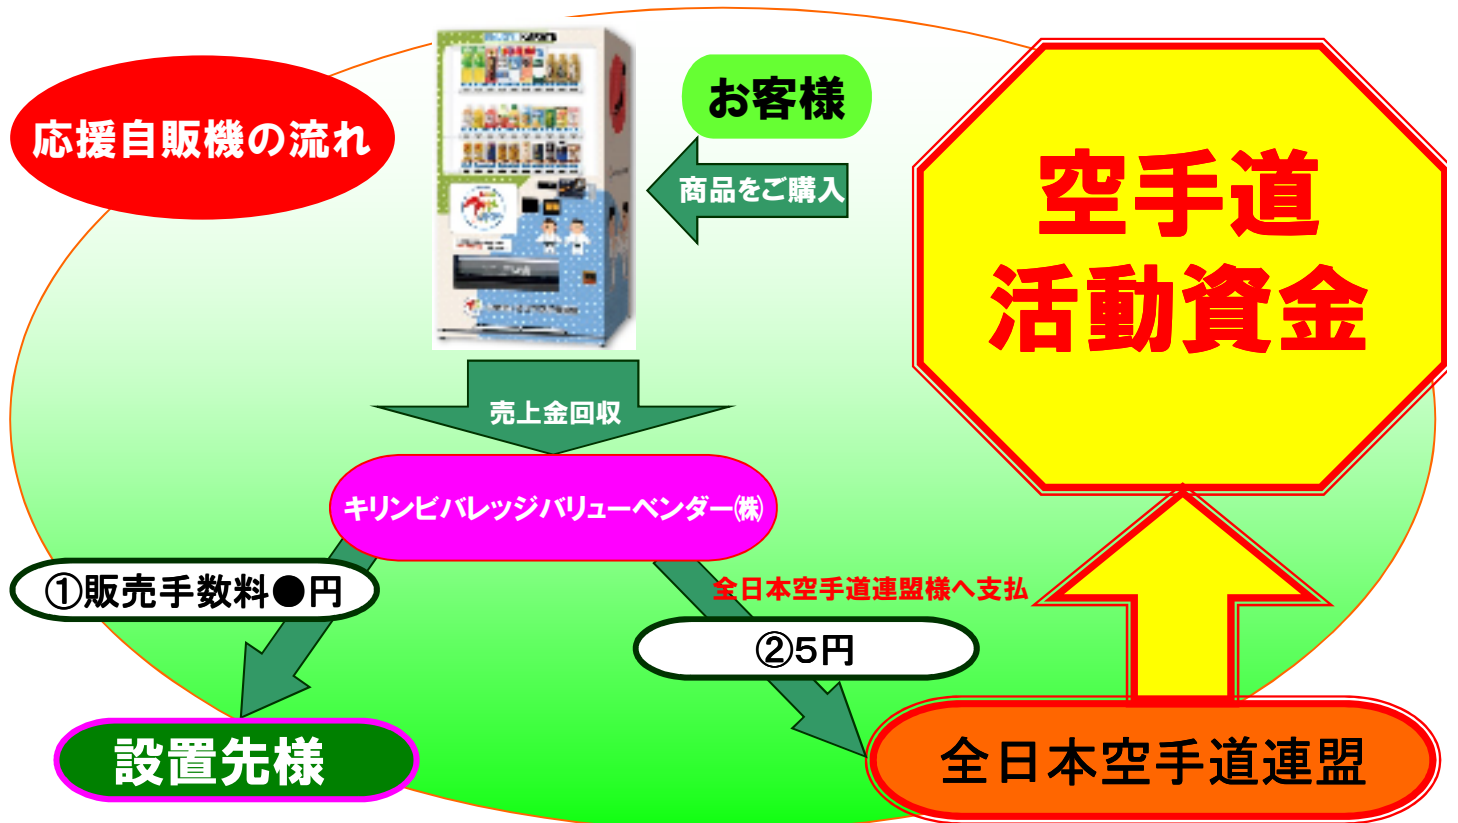 応援自販機の流れ
お客様
商品をご購入
空手道
活動資金
売上金回収
キリンビバレッジバリューベンダー㈱
①販売手数料●円
全日本空手道連盟様へ支払
②５円
設置先様
全日本空手道連盟